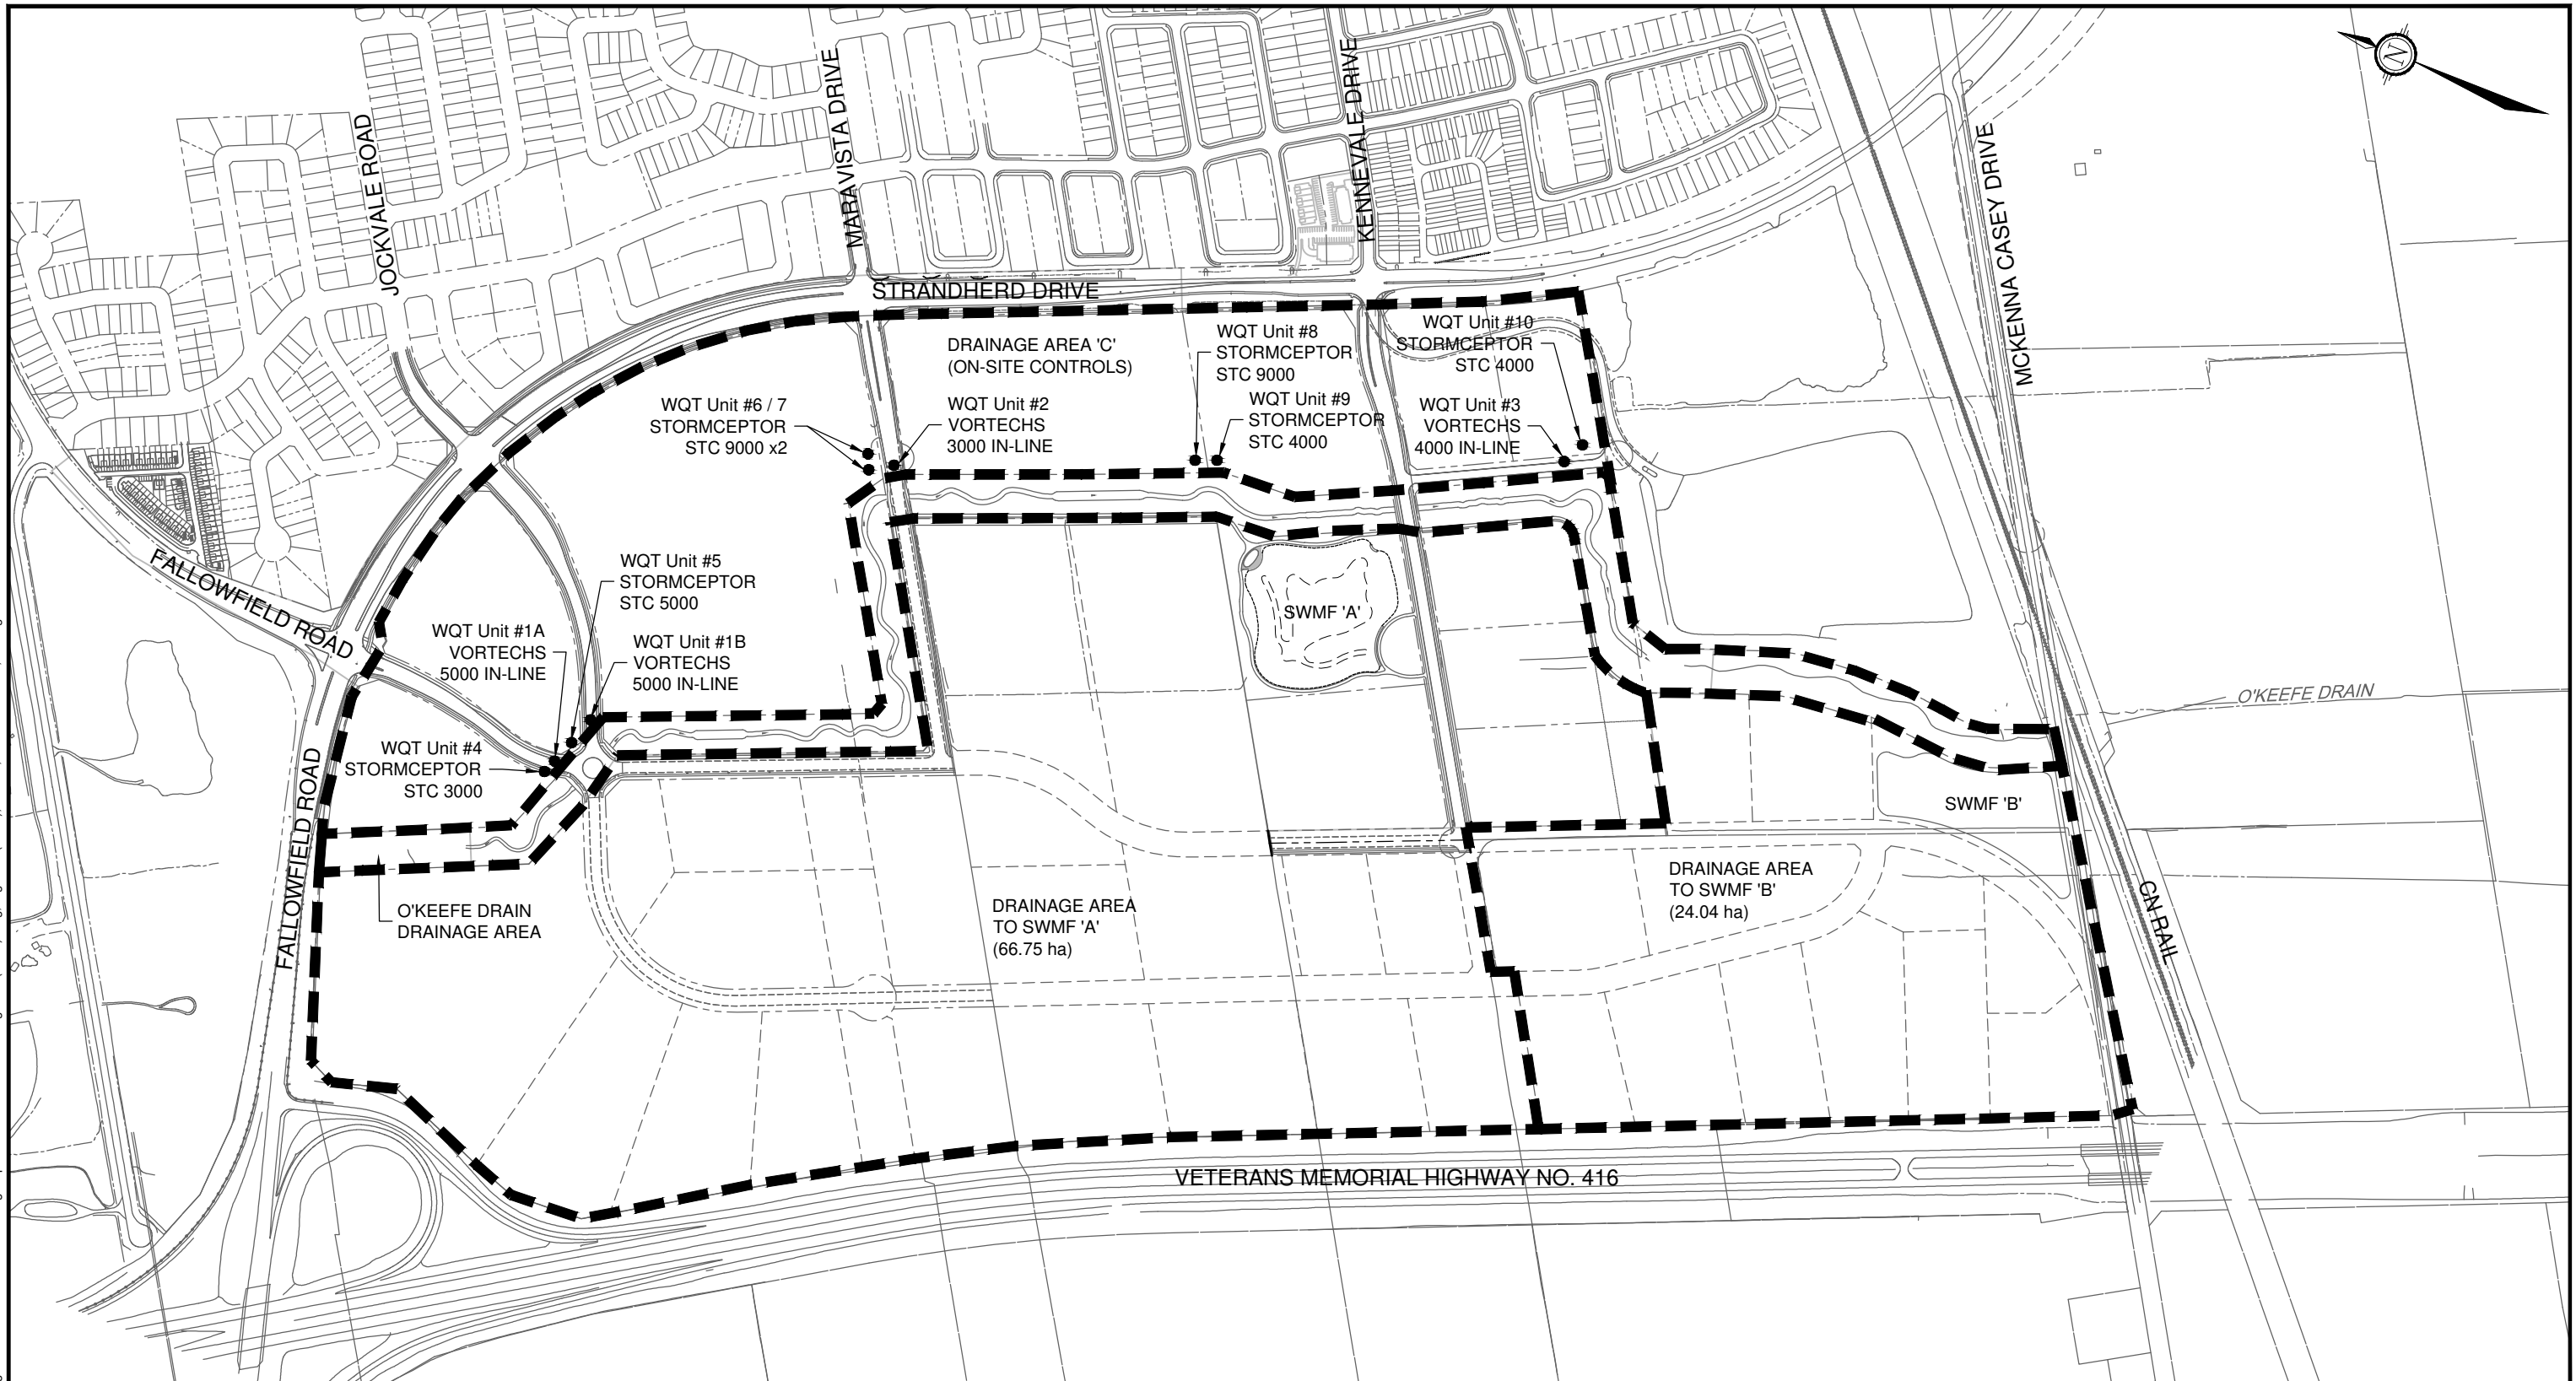 N
JOCKVALE ROAD
MARAVISTA DRIVE
KENNEVALE DRIVE
MCKENNA CASEY DRIVE
STRANDHERD DRIVE
DRAINAGE AREA 'C'
(ON-SITE CONTROLS)
WQT Unit #8
STORMCEPTOR
STC 9000
WQT Unit #10
STORMCEPTOR
STC 4000
WQT Unit #6 / 7
STORMCEPTOR
STC 9000 x2
WQT Unit #2
VORTECHS
3000 IN-LINE
WQT Unit #9
STORMCEPTOR
STC 4000
WQT Unit #3
VORTECHS
4000 IN-LINE
FALLOWFIELD ROAD
WQT Unit #5
STORMCEPTOR
STC 5000
SWMF 'A'
WQT Unit #1A
VORTECHS
5000 IN-LINE
WQT Unit #1B
VORTECHS
5000 IN-LINE
O'KEEFE DRAIN
WQT Unit #4
STORMCEPTOR
STC 3000
FALLOWFIELD ROAD
SWMF 'B'
O'KEEFE DRAIN
DRAINAGE AREA
DRAINAGE AREA
TO SWMF 'A'
(66.75 ha)
DRAINAGE AREA
TO SWMF 'B'
(24.04 ha)
CN RAIL
VETERANS MEMORIAL HIGHWAY NO. 416